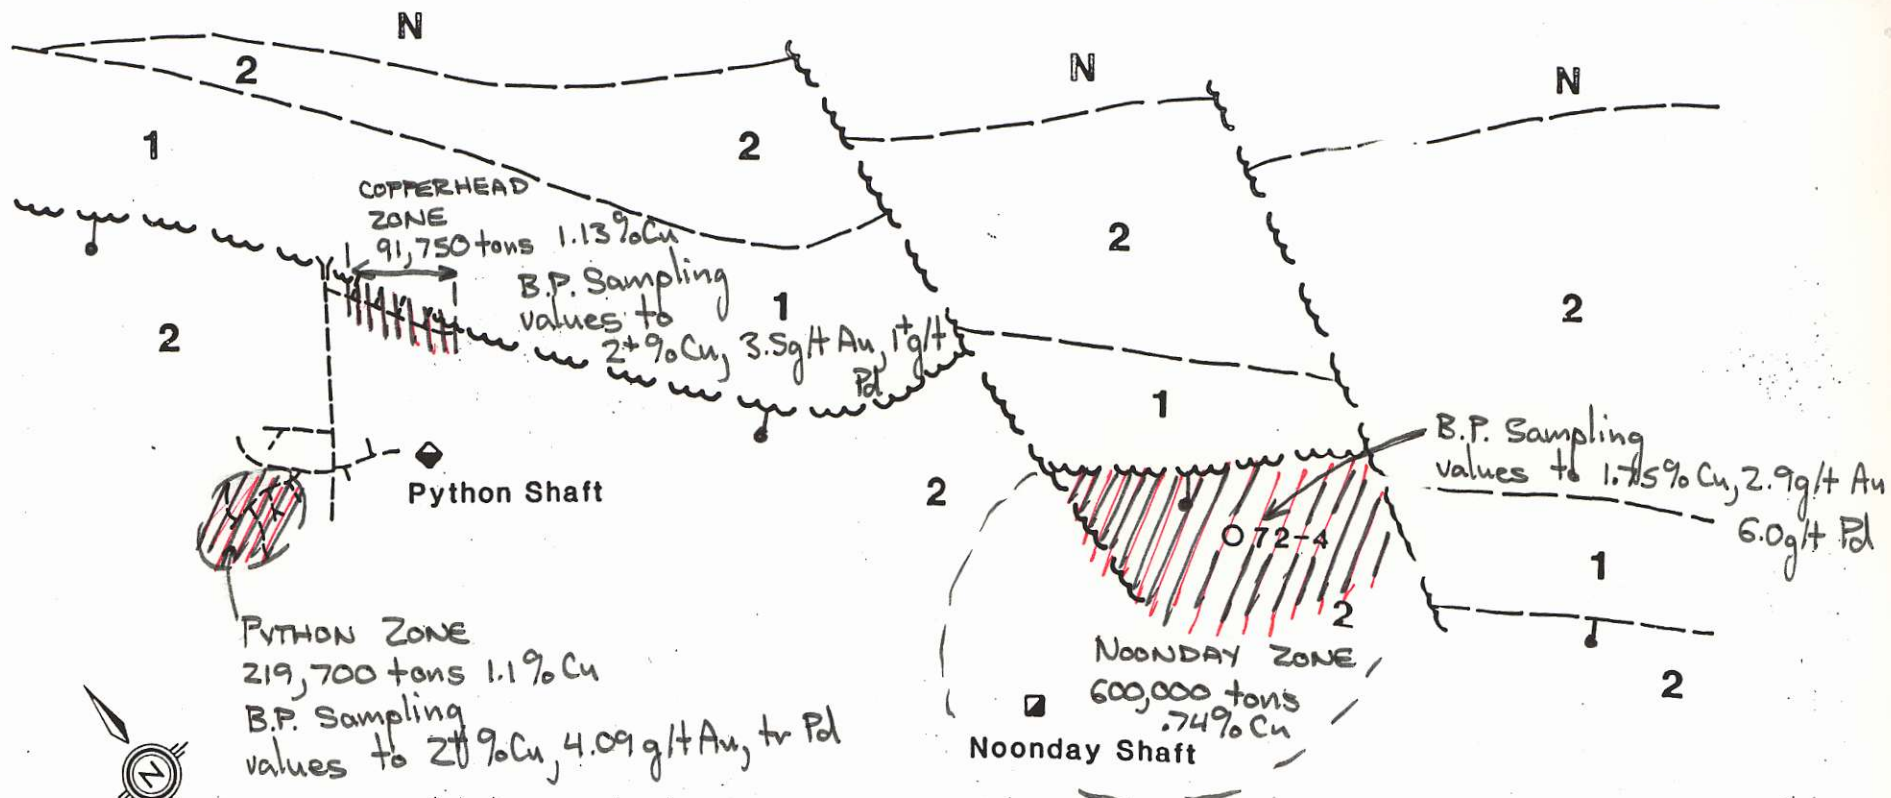 N
N
N
2
1
2
COPPERHEAD
ZONE
91,750 tons 1.13% Cu
B.P. Sampling
values to
2+% Cu, 3.5g/t Au, 1+g/t
Pd
2
2
1
2
1
B.P. Sampling
values to 1.75% Cu, 2.9g/t Au
6.0g/t Pd
Python Shaft
2
O 72-4
1
2
PYTHON ZONE
219,700 tons 1.1% Cu
B.P. Sampling
values to 2+% Cu, 4.09 g/t Au, tr Pd
NOONDAY ZONE
600,000 tons
.74% Cu
2
Noonday Shaft
N